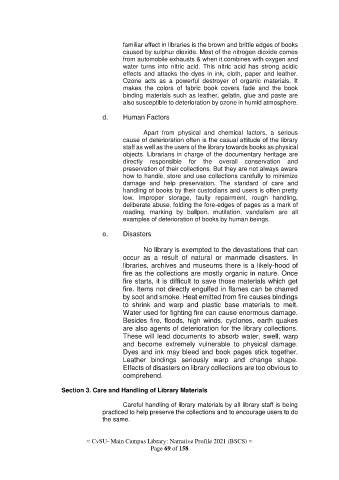 familiar effect in libraries is the brown and brittle edges of books
caused by sulphur dioxide. Most of the nitrogen dioxide comes
from automobile exhausts & when it combines with oxygen and
water turns into nitric acid. This nitric acid has strong acidic
effects and attacks the dyes in ink, cloth, paper and leather.
Ozone acts as a powerful destroyer of organic materials. It
makes the colors of fabric book covers fade and the book
binding materials such as leather, gelatin, glue and paste are
also susceptible to deterioration by ozone in humid atmosphere.
d. Human Factors
Apart from physical and chemical factors, a serious
cause of deterioration often is the casual attitude of the library
staff as well as the users of the library towards books as physical
objects. Librarians in charge of the documentary heritage are
directly responsible for the overall conservation and
preservation of their collections. But they are not always aware
how to handle, store and use collections carefully to minimize
damage and help preservation. The standard of care and
handling of books by their custodians and users is often pretty
low. Improper storage, faulty repairment, rough handling,
deliberate abuse, folding the fore-edges of pages as a mark of
reading, marking by ballpon, mutilation, vandalism are all
examples of deterioration of books by human beings.
e. Disasters
No library is exempted to the devastations that can
occur as a result of natural or manmade disasters. In
libraries, archives and museums there is a likely-hood of
fire as the collections are mostly organic in nature. Once
fire starts, it is difficult to save those materials which get
fire. Items not directly engulfed in flames can be charred
by soot and smoke. Heat emitted from fire causes bindings
to shrink and warp and plastic base materials to melt.
Water used for fighting fire can cause enormous damage.
Besides fire, floods, high winds, cyclones, earth quakes
are also agents of deterioration for the library collections.
These will lead documents to absorb water, swell, warp
and become extremely vulnerable to physical damage.
Dyes and ink may bleed and book pages stick together.
Leather bindings seriously warp and change shape.
Effects of disasters on library collections are too obvious to
comprehend.
Section 3. Care and Handling of Library Materials
Careful handling of library materials by all library staff is being
practiced to help preserve the collections and to encourage users to do
the same.
= CvSU- Main Campus Library: Narrative Profile 2021 (BSCS) =
Page 69 of 158